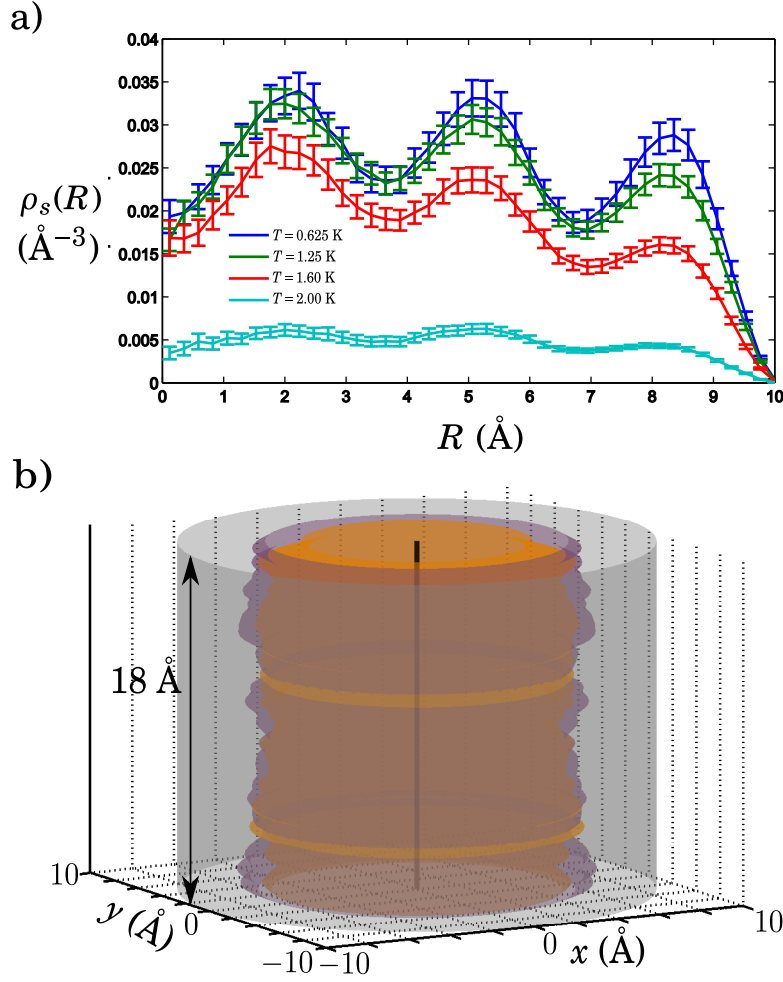 a)
0.04
0.035
0.03
0.025
0.02
0.015
0.01
0.005
0
ρₛ(R)
(Å⁻³)
T = 0.625 K
T = 1.25 K
T = 1.60 K
T = 2.00 K
0 1 2 3 4 5 6 7 8 9 10
R (Å)
b)
18 Å
10
y (Å)
0
−10
−10
0
x (Å)
10